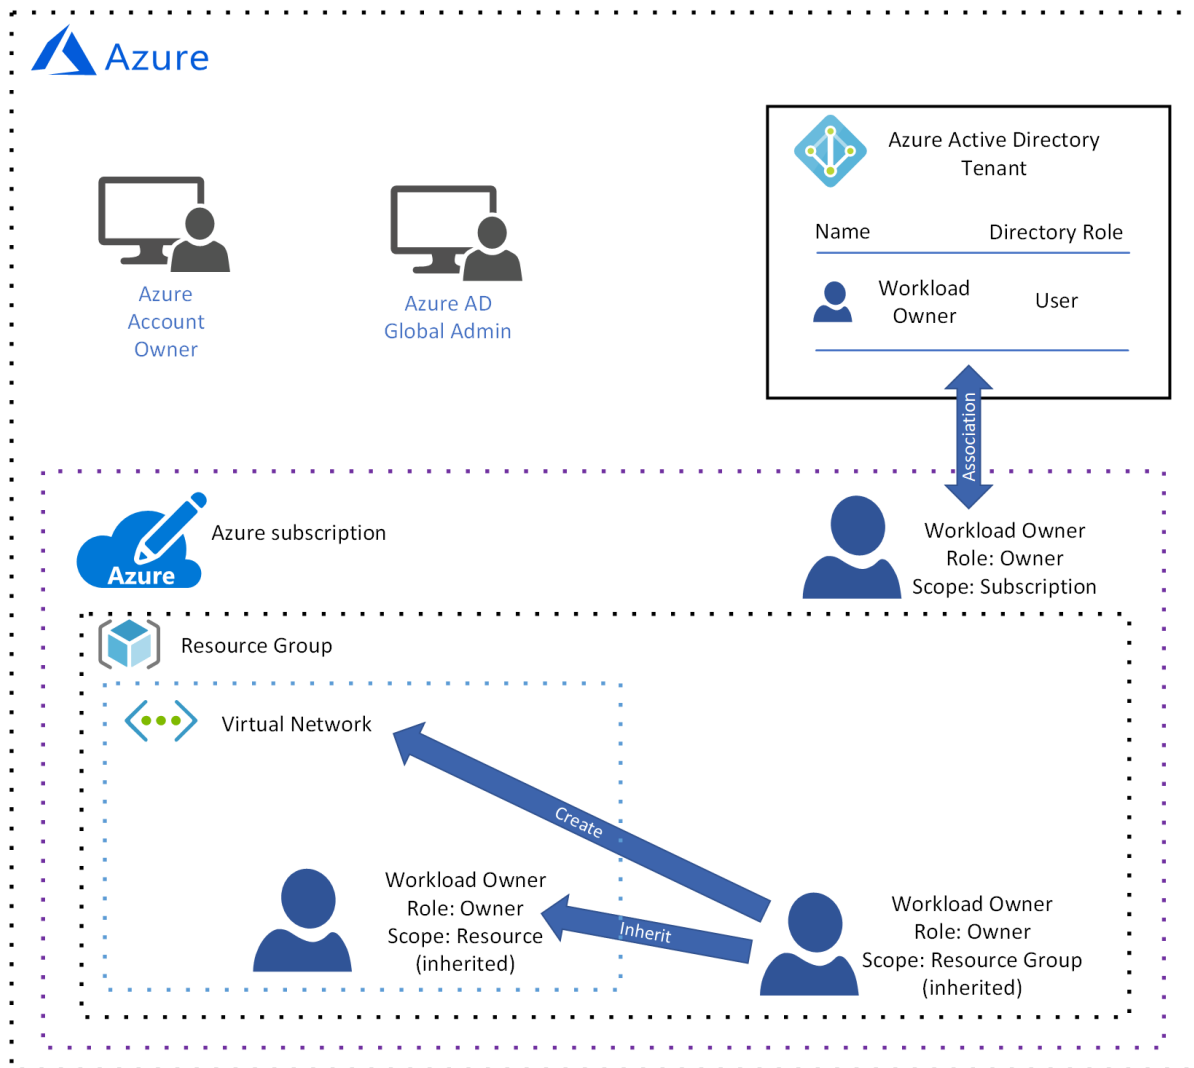 Azure
Azure Active Directory
Tenant
Name
Directory Role
Workload
Owner
User
Azure
Account
Owner
Azure AD
Global Admin
Association
Azure subscription
Azure
Workload Owner
Role: Owner
Scope: Subscription
Resource Group
Virtual Network
Create
Workload Owner
Role: Owner
Scope: Resource
(inherited)
Inherit
Workload Owner
Role: Owner
Scope: Resource Group
(inherited)